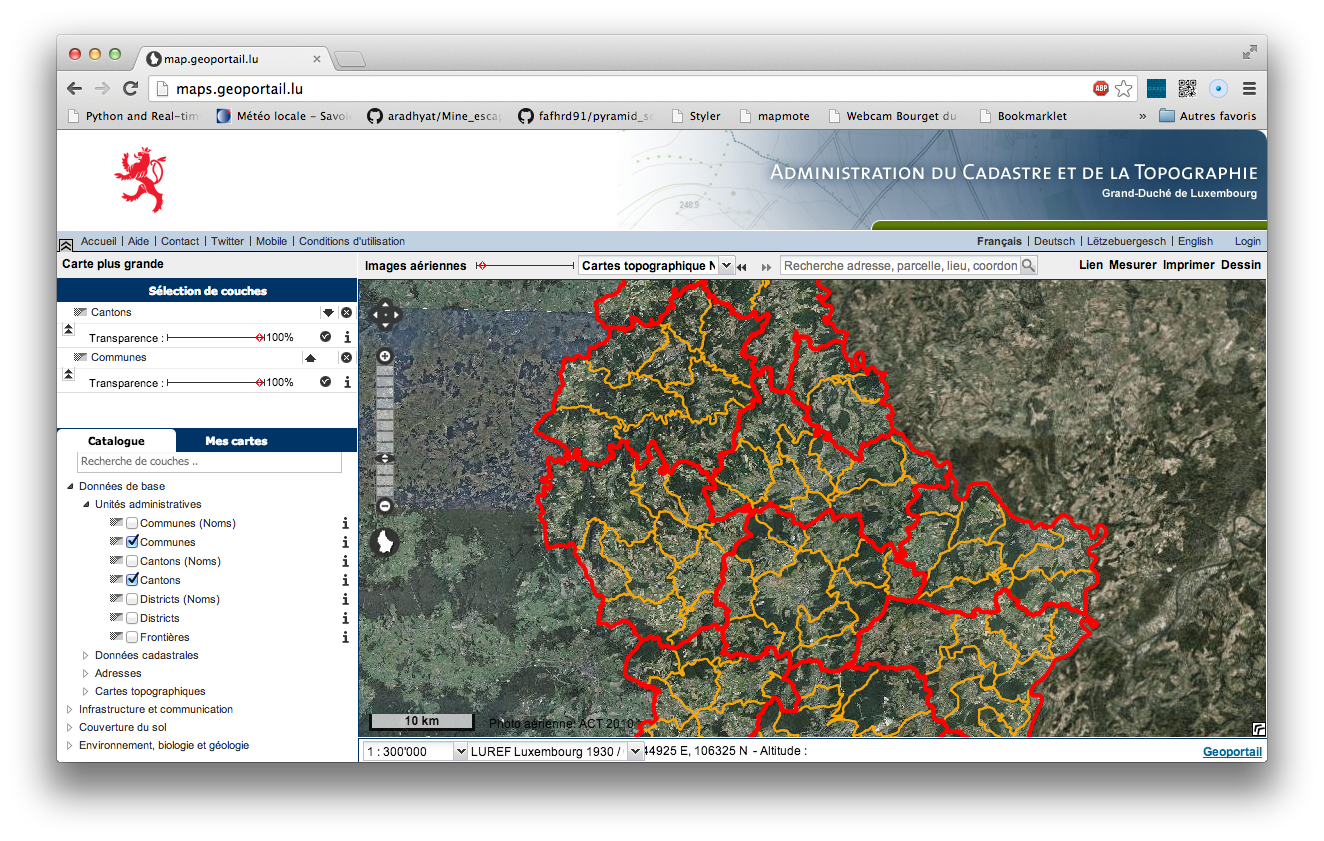 map.geoportail.lu
maps.geoportail.lu
ABP
Python and Real-tim
Météo locale - Savoie
aradhyat/Mine_escap
fafhrd91/pyramid_so
Styler
mapmote
Webcam Bourget du
Bookmarklet
»
Autres favoris
248.9
Administration du Cadastre et de la Topographie
Grand-Duché de Luxembourg
Accueil | Aide | Contact | Twitter | Mobile | Conditions d'utilisation
Français | Deutsch | Lëtzebuergesch | English Login
Carte plus grande
Images aériennes
Cartes topographique N
Recherche adresse, parcelle, lieu, coordon
Lien Mesurer Imprimer Dessin
Sélection de couches
Cantons
Transparence : 100%
Communes
Transparence : 100%
Catalogue
Mes cartes
Recherche de couches ..
Données de base
Unités administratives
Communes (Noms)
Communes
Cantons (Noms)
Cantons
Districts (Noms)
Districts
Frontières
Données cadastrales
Adresses
Cartes topographiques
Infrastructure et communication
Couverture du sol
Environnement, biologie et géologie
10 km
Photo aérienne: ACT 2010
1 : 300'000
LUREF Luxembourg 1930 /
44925 E, 106325 N - Altitude :
Geoportail